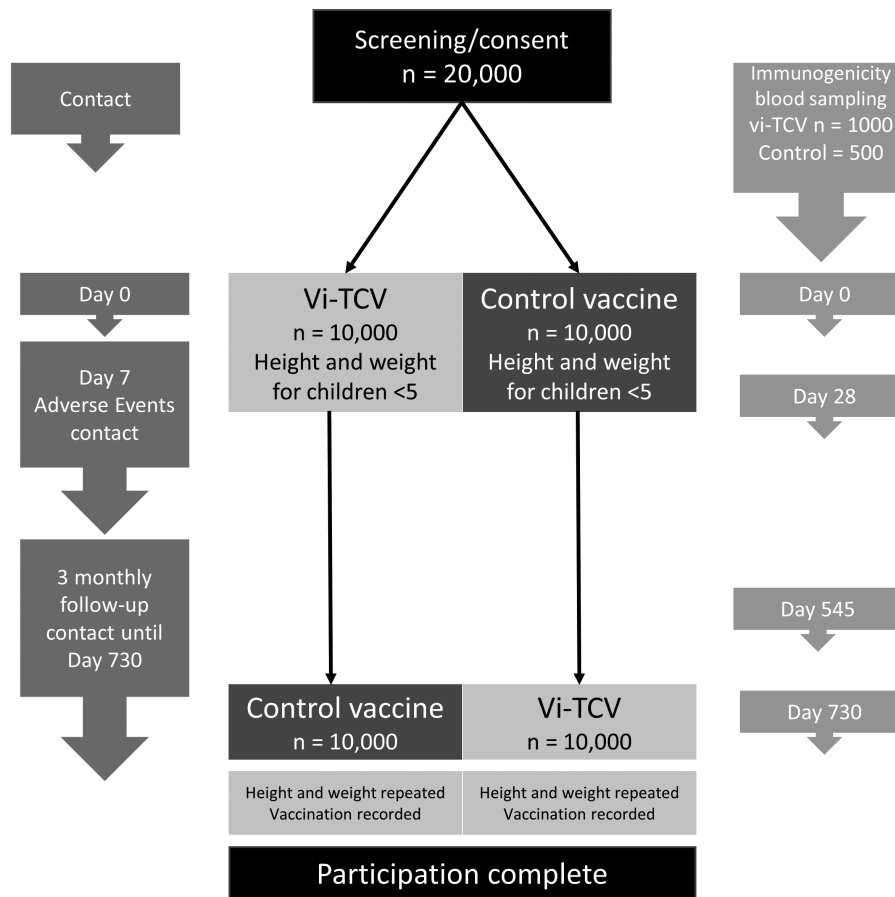 Screening/consent
n = 20,000
Contact
Immunogenicity
blood sampling
vi-TCV n = 1000
Control = 500
Day 0
Vi-TCV
n = 10,000
Height and weight
for children <5
Control vaccine
n = 10,000
Height and weight
for children <5
Day 0
Day 7
Adverse Events
contact
Day 28
3 monthly
follow-up
contact until
Day 730
Day 545
Control vaccine
n = 10,000
Vi-TCV
n = 10,000
Day 730
Height and weight repeated
Vaccination recorded
Height and weight repeated
Vaccination recorded
Participation complete